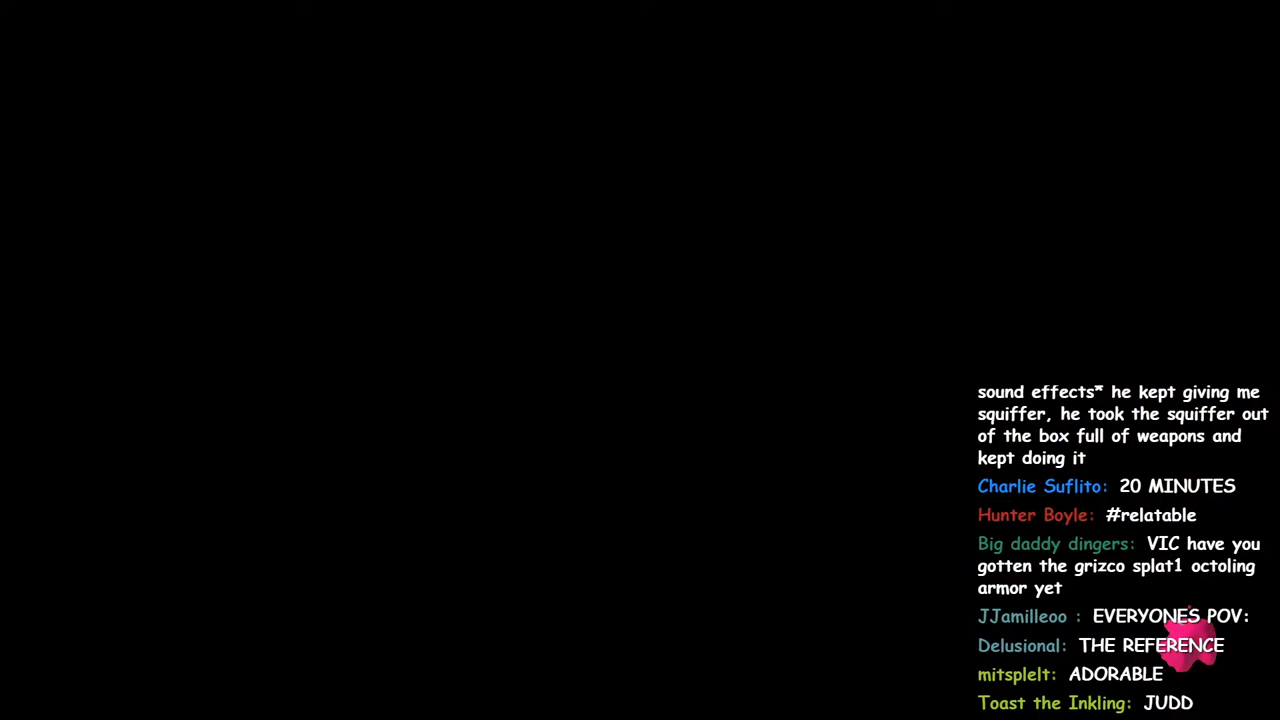 sound effects* he kept giving me
squiffer, he took the squiffer out
of the box full of weapons and
kept doing it
Charlie Suflito: 20 MINUTES
Hunter Boyle: #relatable
Big daddy dingers: VIC have you
gotten the grizco splat1 octoling
armor yet
JJamilleoo : EVERYONES POV:
Delusional: THE REFERENCE
mitsplelt: ADORABLE
Toast the Inkling: JUDD